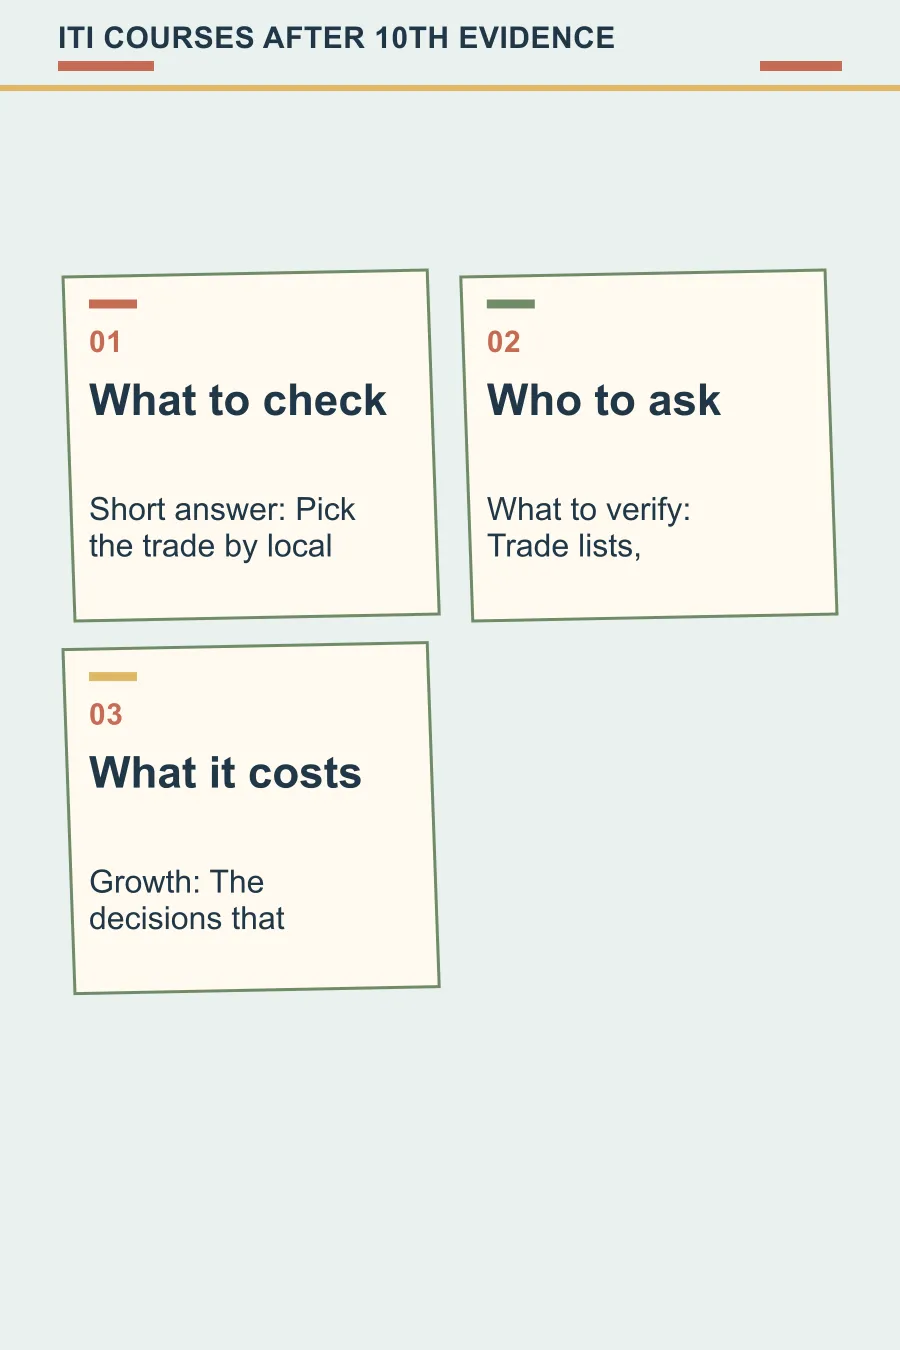 ITI COURSES AFTER 10TH EVIDENCE
01
What to check
Short answer: Pick
the trade by local
02
Who to ask
What to verify:
Trade lists,
03
What it costs
Growth: The
decisions that